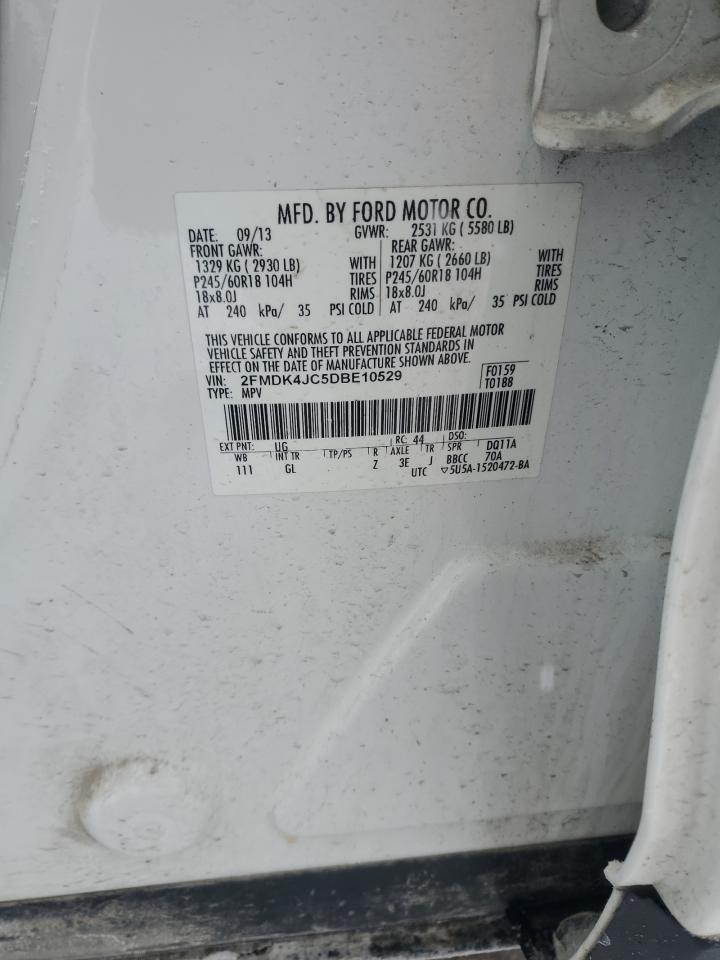 MFD. BY FORD MOTOR CO.
DATE: 09/13 GVWR: 2531 KG ( 5580 LB)
FRONT GAWR: REAR GAWR:
1329 KG ( 2930 LB) WITH 1207 KG ( 2660 LB) WITH
P245/60R18 104H TIRES P245/60R18 104H TIRES
18x8.0J RIMS 18x8.0J RIMS
AT 240 kPa/ 35 PSI COLD AT 240 kPa/ 35 PSI COLD
THIS VEHICLE CONFORMS TO ALL APPLICABLE FEDERAL MOTOR
VEHICLE SAFETY AND THEFT PREVENTION STANDARDS IN
EFFECT ON THE DATE OF MANUFACTURE SHOWN ABOVE.
VIN: 2FMDK4JC5DBE10529 F0159
TYPE: MPV T0188
EXT PNT: UG RC: 44 DSO:
WB INT TR TP/PS R AXLE TR SPR DQ11A
111 GL Z 3E J BBCC 70A
UTC ▽5U5A-1520472-BA